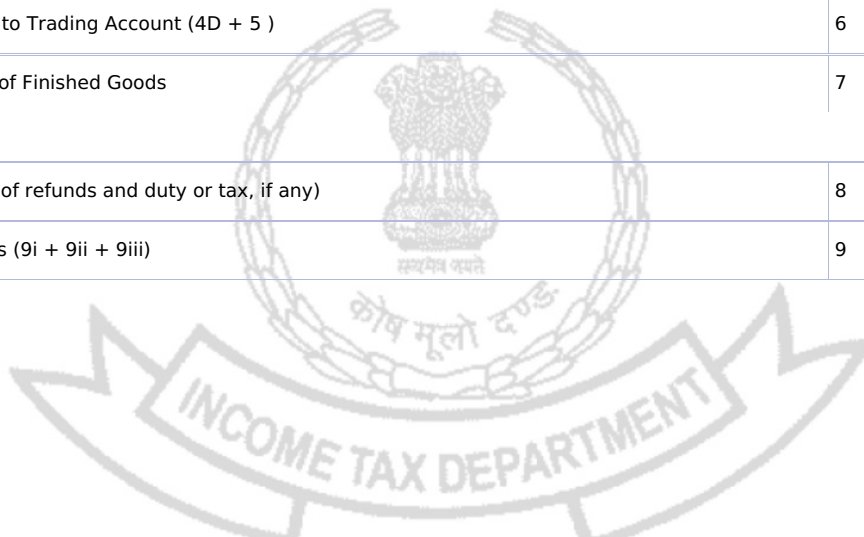 to Trading Account (4D + 5 ) 6
of Finished Goods 7
of refunds and duty or tax, if any) 8
s (9i + 9ii + 9iii) 9
सत्यमेव जयते
कोष मूलो दण्डः
INCOME TAX DEPARTMENT